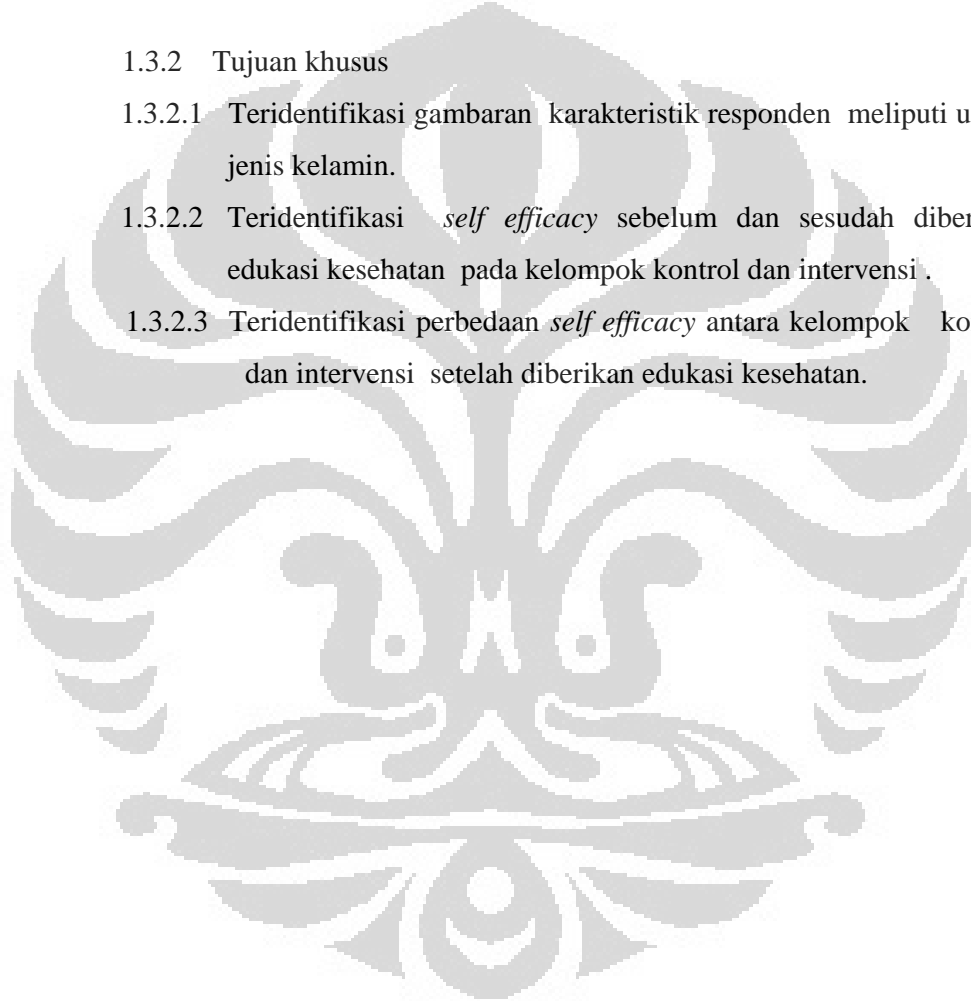 1.3.2 Tujuan khusus
1.3.2.1 Teridentifikasi gambaran karakteristik responden meliputi
jenis kelamin.
1.3.2.2 Teridentifikasi self efficacy sebelum dan sesudah
edukasi kesehatan pada kelompok kontrol dan intervensi .
1.3.2.3 Teridentifikasi perbedaan self efficacy antara kelompok
dan intervensi setelah diberikan edukasi kesehatan.